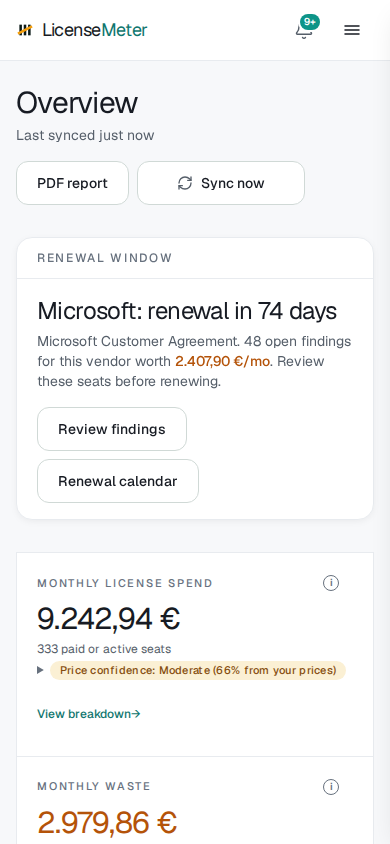 LicenseMeter
9+
Overview
Last synced just now
PDF report
Sync now
RENEWAL WINDOW
Microsoft: renewal in 74 days
Microsoft Customer Agreement. 48 open findings
for this vendor worth 2.407,90 €/mo. Review
these seats before renewing.
Review findings
Renewal calendar
MONTHLY LICENSE SPEND
9.242,94 €
333 paid or active seats
Price confidence: Moderate (66% from your prices)
View breakdown→
MONTHLY WASTE
2.979,86 €